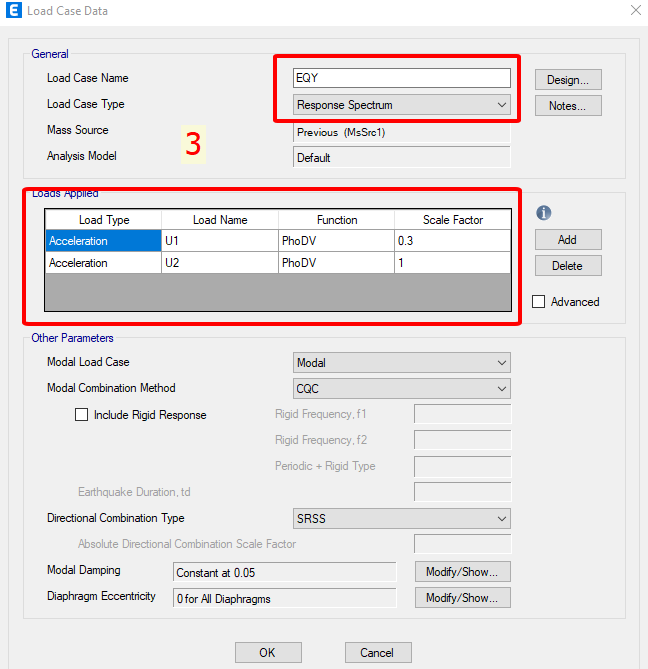 E Load Case Data
General
Load Case Name EQY Design...
Load Case Type Response Spectrum Notes...
Mass Source Previous (MsSrc1)
3
Analysis Model Default
Loads Applied
Load Type Load Name Function Scale Factor
Acceleration U1 PhoDV 0.3
Acceleration U2 PhoDV 1
i
Add
Delete
Advanced
Other Parameters
Modal Load Case Modal
Modal Combination Method CQC
Include Rigid Response Rigid Frequency, f1
Rigid Frequency, f2
Periodic + Rigid Type
Earthquake Duration, td
Directional Combination Type SRSS
Absolute Directional Combination Scale Factor
Modal Damping Constant at 0.05 Modify/Show...
Diaphragm Eccentricity 0 for All Diaphragms Modify/Show...
OK Cancel